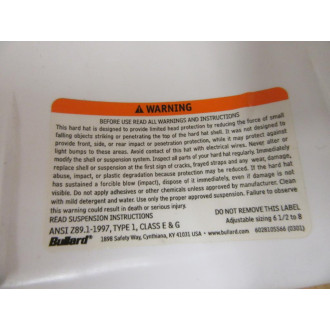 WARNING
BEFORE USE READ ALL WARNINGS AND INSTRUCTIONS
This hard hat is designed to provide limited head protection by reducing the force of small
falling objects striking or penetrating the top of the hard hat shell. It was not designed to
provide front, side, or rear impact or penetration protection, while it may protect against
light bumps to these areas. Avoid contact of hard hat with electrical wires. Never alter or
modify the shell or suspension system. Inspect all parts of your hard hat regularly. Immediately
replace shell or suspension at the first sign of cracks, frayed straps and any wear, damage,
abuse, impact, or plastic degradation because protection may be reduced. If the hard hat
has sustained a forcible blow (impact), dispose of it immediately, even if damage is not
visible. Do not apply paints, solvents, adhesives or other chemicals unless approved by manufacturer. Clean
with mild detergent and water. Use only the proper approved suspension. Failure to observe
this warning could result in death or serious injury.
READ SUSPENSION INSTRUCTIONS
DO NOT REMOVE THIS LABEL
ANSI Z89.1-1997, TYPE 1, CLASS E & G
Adjustable sizing 6 1/2 to 8
Bullard® 1898 Safety Way, Cynthiana, KY 41031 USA • www.bullard.com 6028105566 (0301)